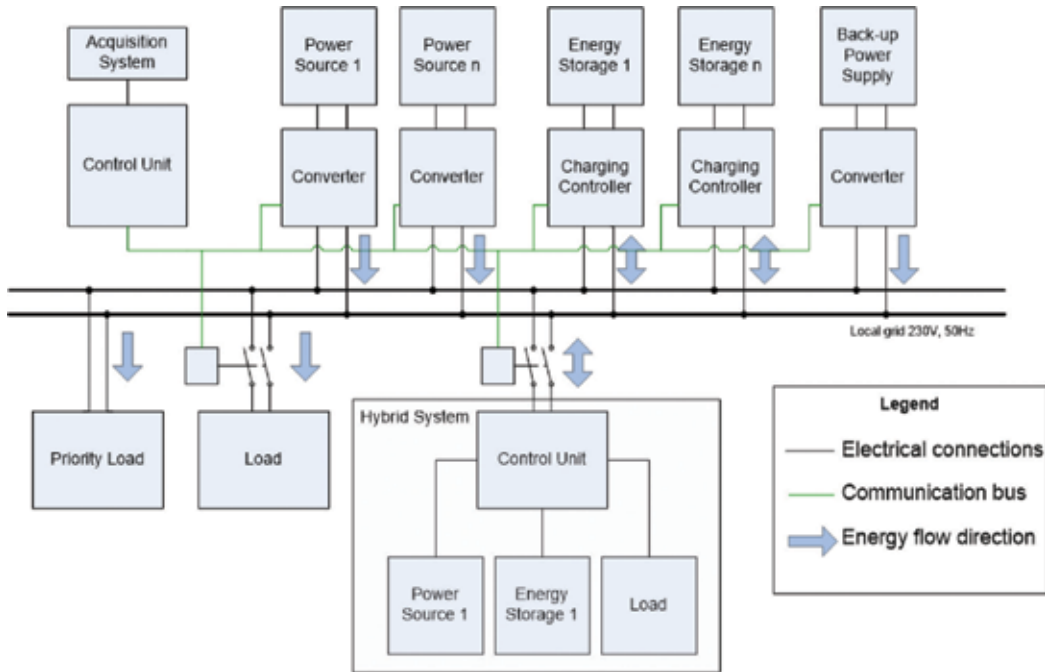 Acquisition
System
Power
Source 1
Power
Source n
Energy
Storage 1
Energy
Storage n
Back-up
Power
Supply
Control Unit
Converter
Converter
Charging
Controller
Charging
Controller
Converter
Local grid 230V, 50Hz
Priority Load
Load
Hybrid System
Control Unit
Power
Source 1
Energy
Storage 1
Load
Legend
Electrical connections
Communication bus
Energy flow direction